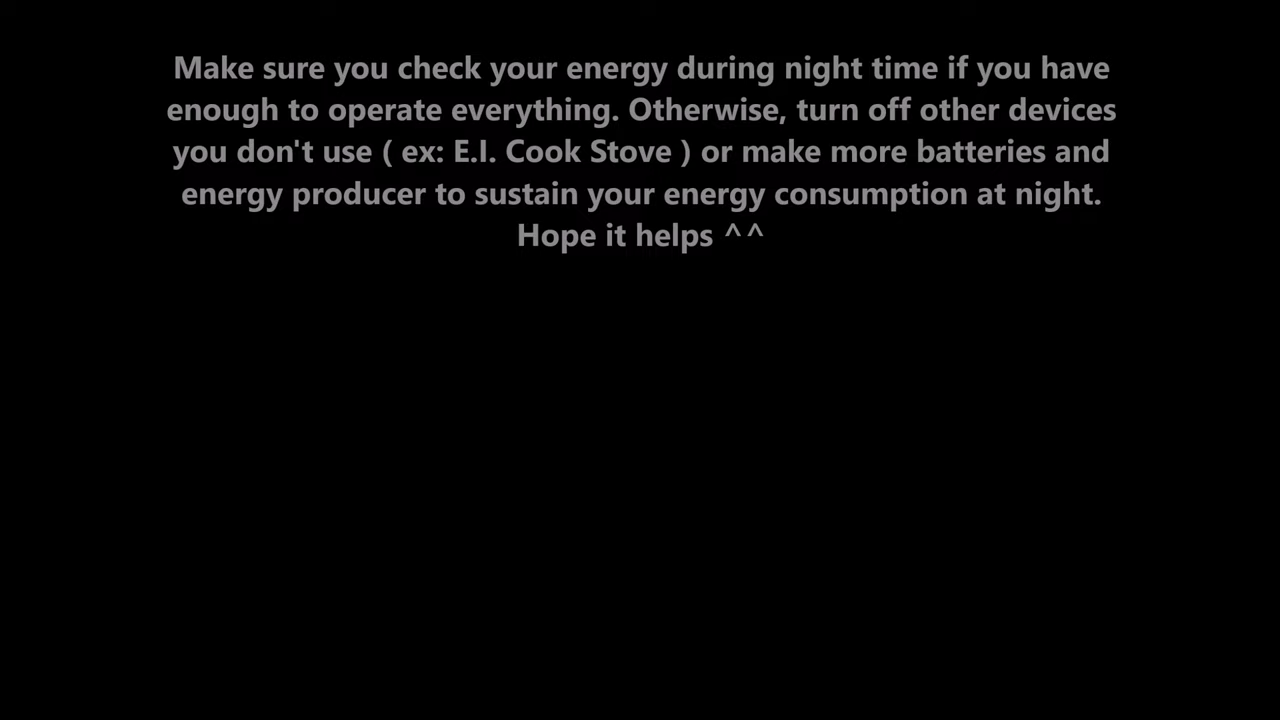 Make sure you check your energy during night time if you have
enough to operate everything. Otherwise, turn off other devices
you don't use ( ex: E.I. Cook Stove ) or make more batteries and
energy producer to sustain your energy consumption at night.
Hope it helps ^^